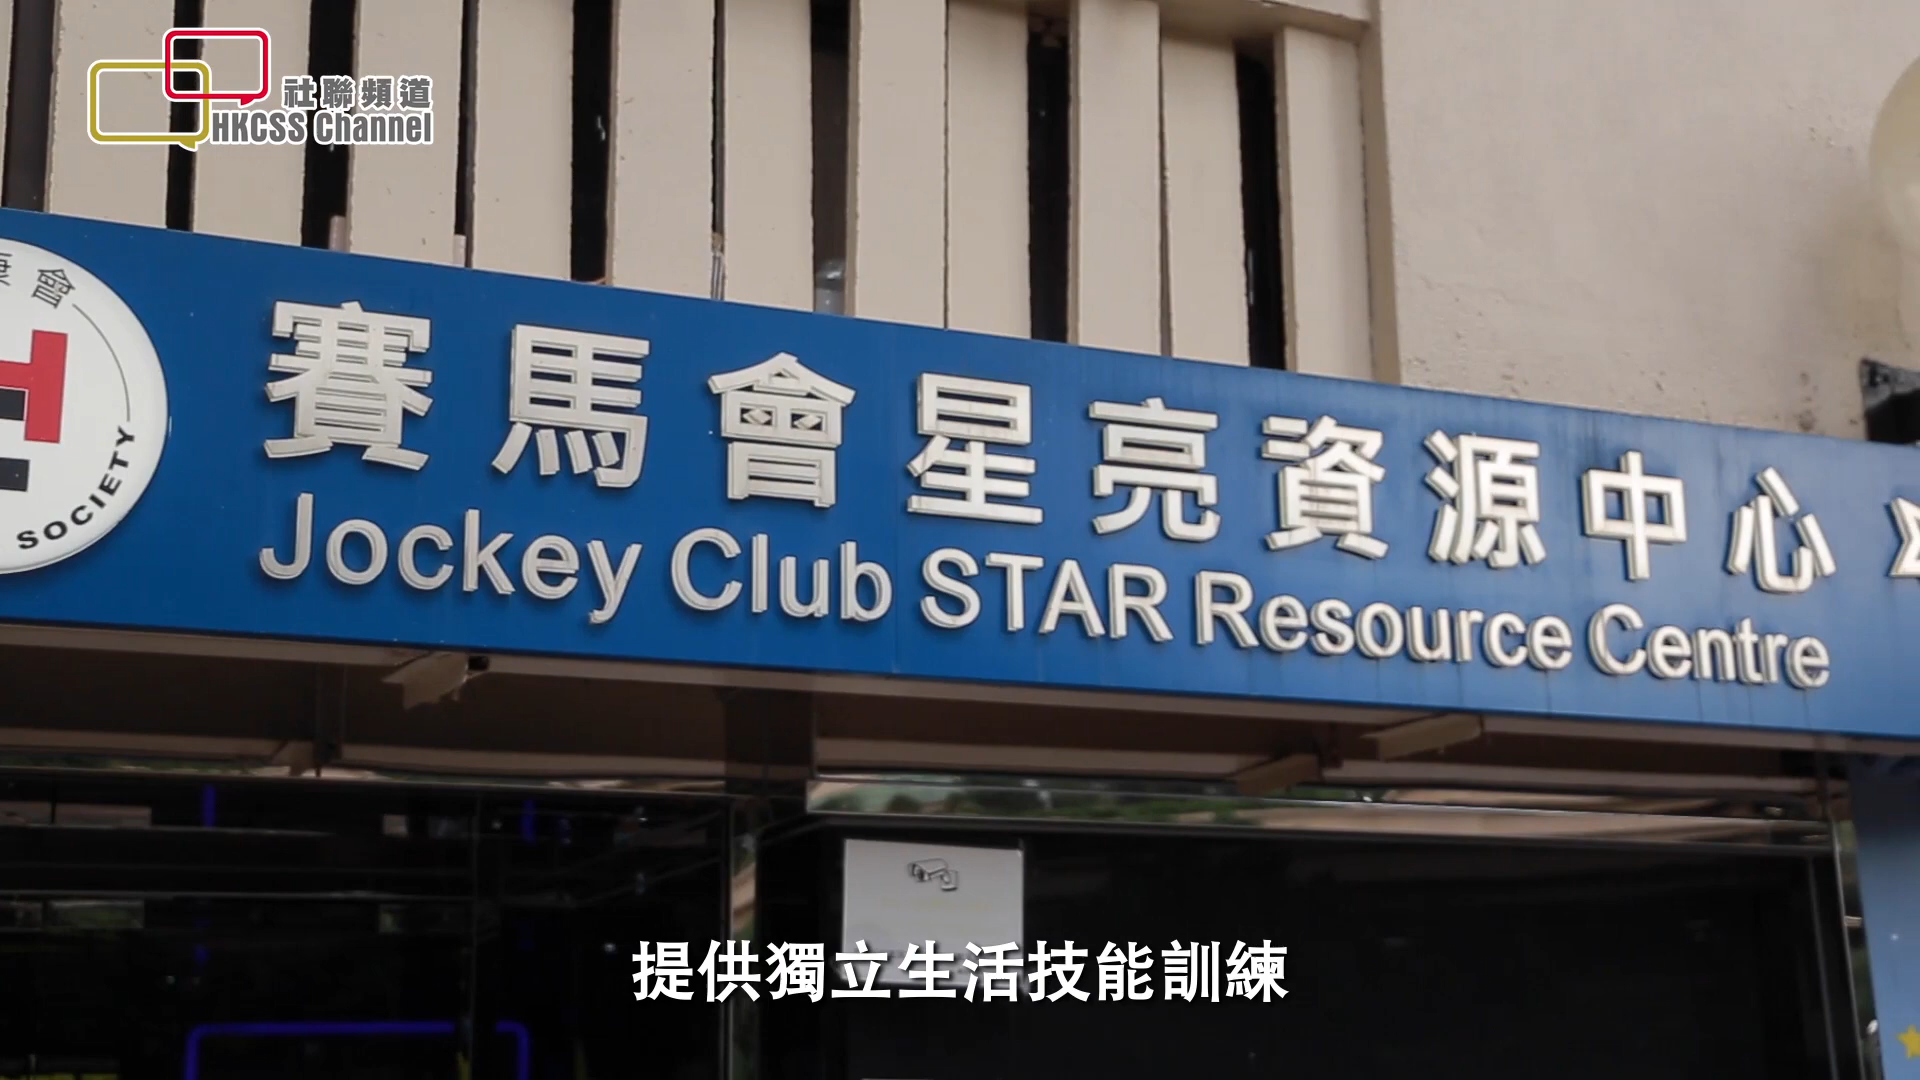 社聯頻道
HKCSS Channel
會
SOCIETY
賽馬會星亮資源中心
Jockey Club STAR Resource Centre
提供獨立生活技能訓練